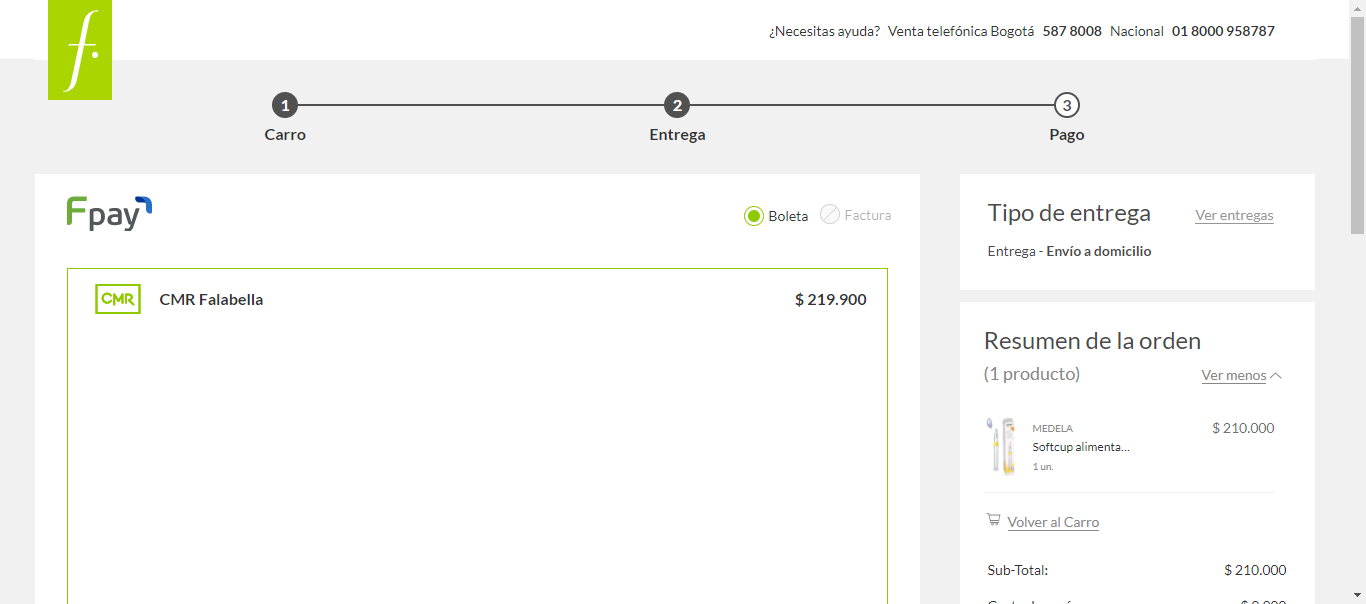 f.
¿Necesitas ayuda? Venta telefónica Bogotá 587 8008 Nacional 01 8000 958787
1 2 3
Carro Entrega Pago
Fpay
Boleta Factura
CMR CMR Falabella $ 219.900
Tipo de entrega Ver entregas
Entrega - Envío a domicilio
Resumen de la orden
(1 producto) Ver menos
MEDELA $ 210.000
Softcup alimenta...
1 un.
Volver al Carro
Sub-Total: $ 210.000